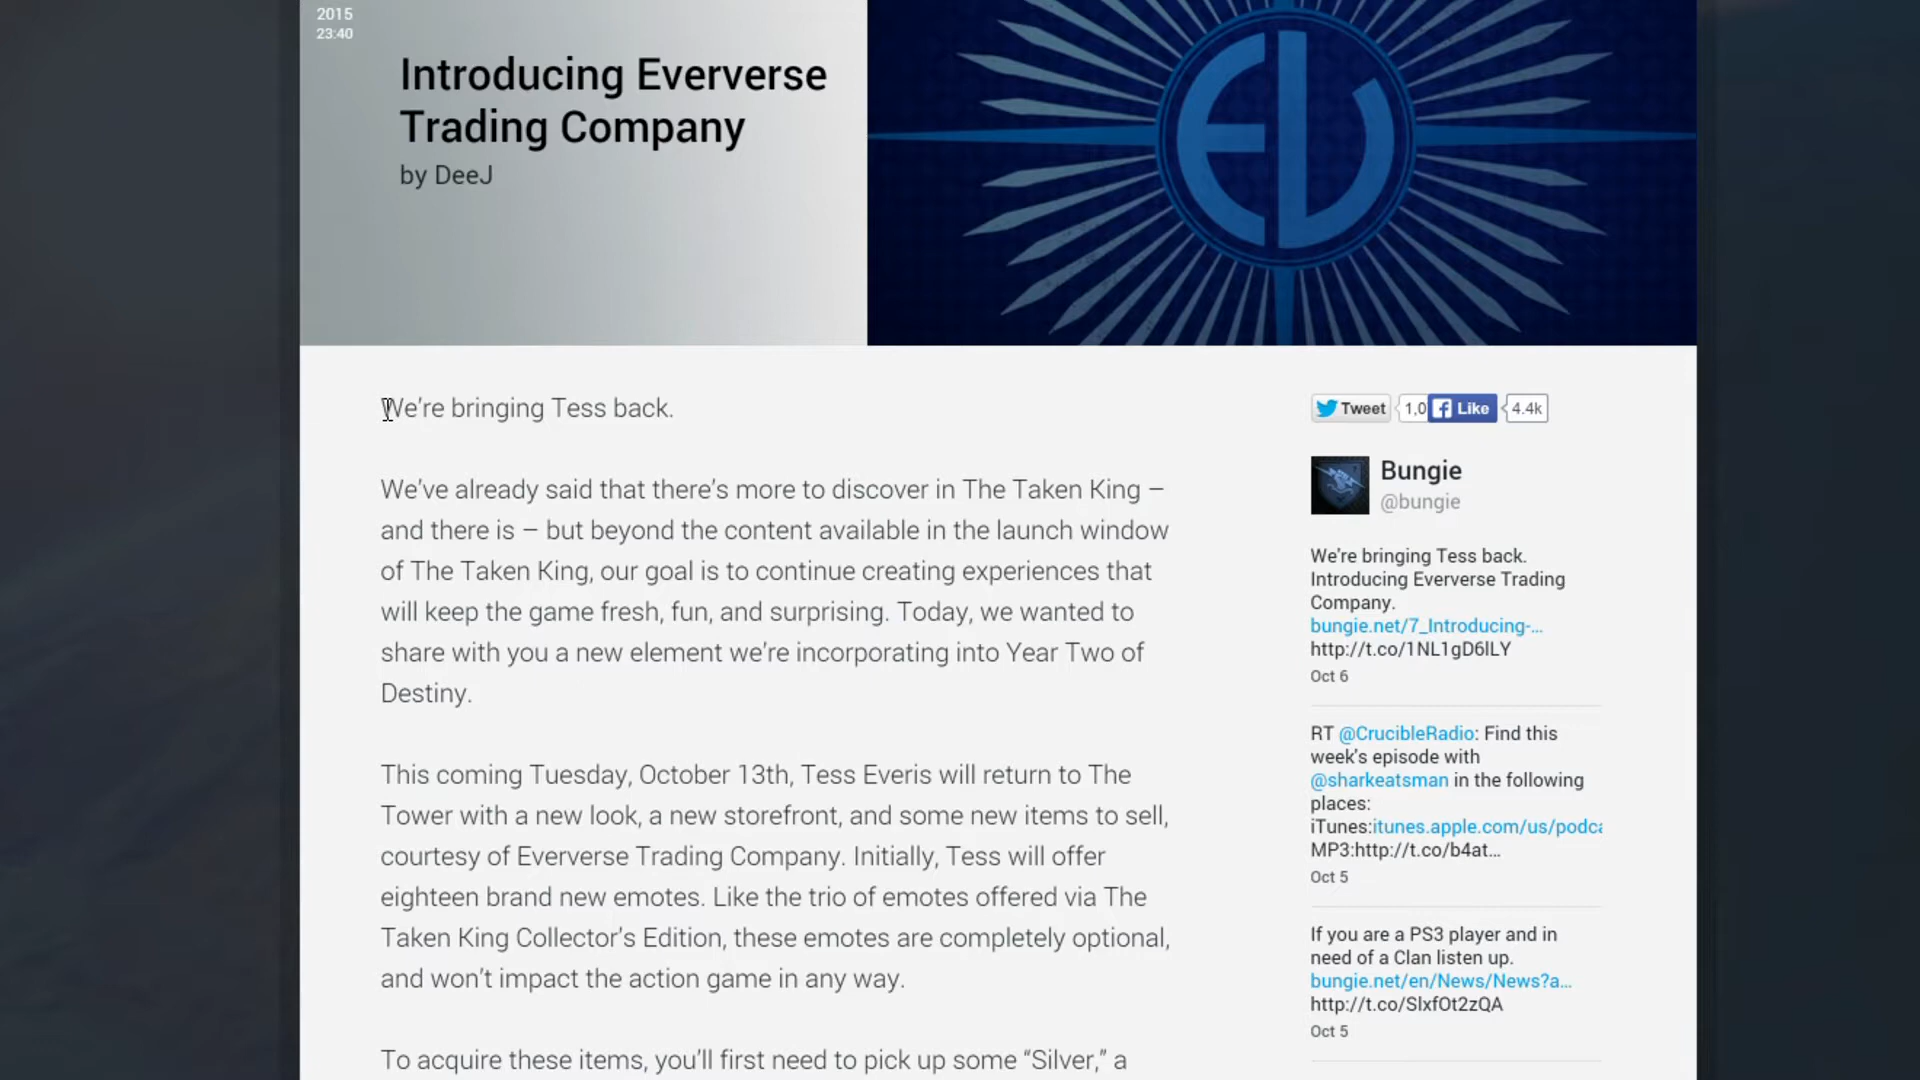 2015
23:40
Introducing Eververse
Trading Company
by DeeJ
EV
We're bringing Tess back.
We've already said that there's more to discover in The Taken King –
and there is – but beyond the content available in the launch window
of The Taken King, our goal is to continue creating experiences that
will keep the game fresh, fun, and surprising. Today, we wanted to
share with you a new element we're incorporating into Year Two of
Destiny.
This coming Tuesday, October 13th, Tess Everis will return to The
Tower with a new look, a new storefront, and some new items to sell,
courtesy of Eververse Trading Company. Initially, Tess will offer
eighteen brand new emotes. Like the trio of emotes offered via The
Taken King Collector's Edition, these emotes are completely optional,
and won't impact the action game in any way.
To acquire these items, you'll first need to pick up some “Silver,” a
Tweet 1,0 Like 4.4k
Bungie
@bungie
We're bringing Tess back.
Introducing Eververse Trading
Company.
bungie.net/7_Introducing-...
http://t.co/1NL1gD6lLY
Oct 6
RT @CrucibleRadio: Find this
week's episode with
@sharkeatsman in the following
places:
iTunes:itunes.apple.com/us/podca
MP3:http://t.co/b4at...
Oct 5
If you are a PS3 player and in
need of a Clan listen up.
bungie.net/en/News/News?a...
http://t.co/SlxfOt2zQA
Oct 5